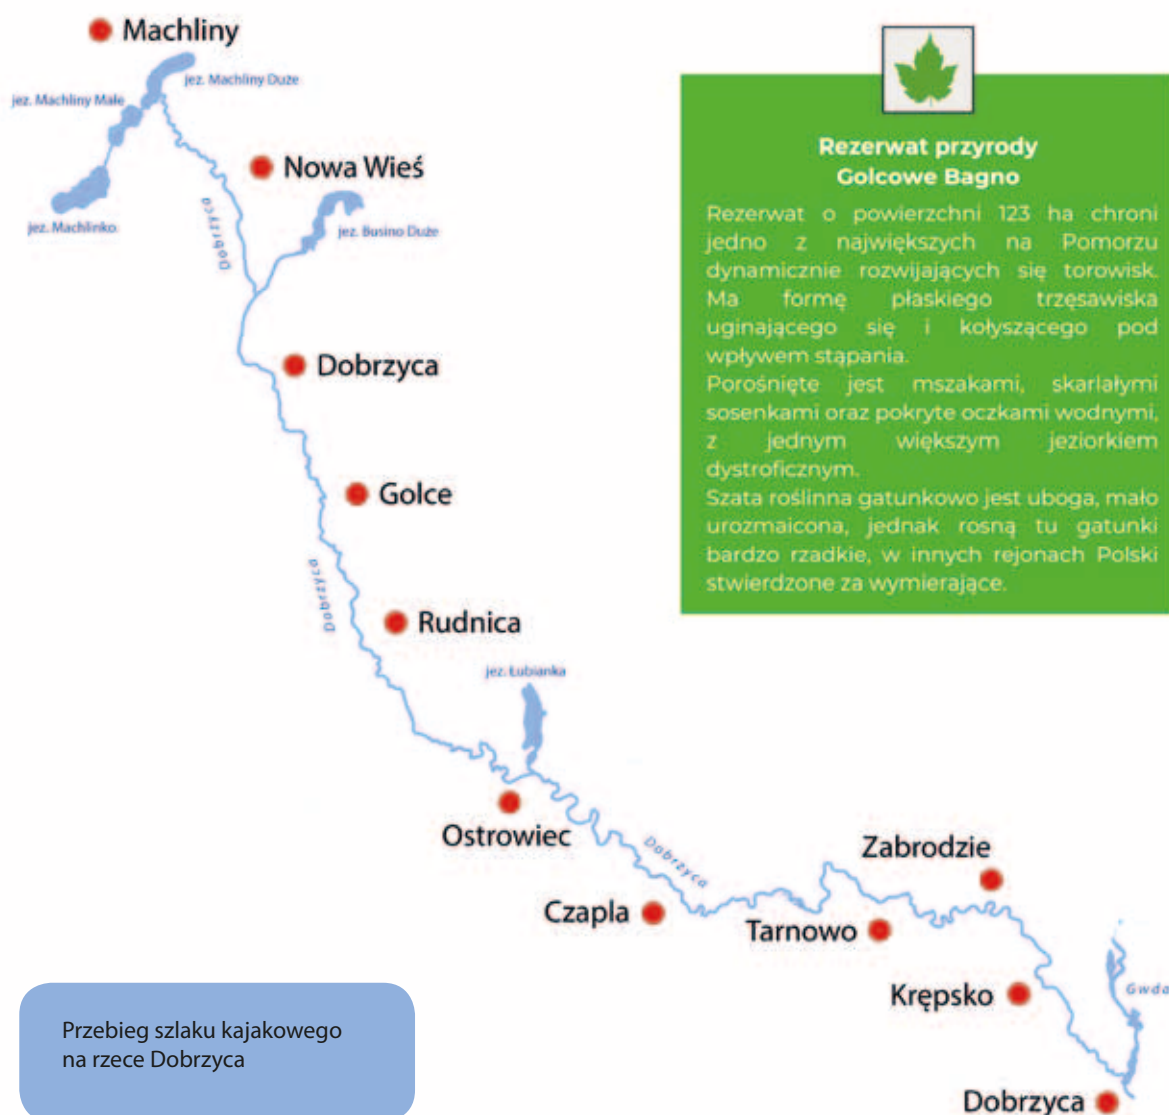 Machliny
jez. Machliny Duże
jez. Machliny Małe
Nowa Wieś
jez. Machlinko
Dobrzyca
jez. Busino Duże
Dobrzyca
Golce
Dobrzyca
Rudnica
jez. Łubianka
Ostrowiec
Dobrzyca
Zabrodzie
Czapla
Tarnowo
Krępsko
Gwda
Dobrzyca
Rezerwat przyrody
Golcowe Bagno
Rezerwat o powierzchni 123 ha chroni
jedno z największych na Pomorzu
dynamicznie rozwijających się torowisk.
Ma formę płaskiego trzęsawiska
uginającego się i kołyszącego pod
wpływem stąpania.
Porośnięte jest mszakami, skarlałymi
sosenkami oraz pokryte oczkami wodnymi,
z jednym większym jeziorkiem
dystroficznym.
Szata roślinna gatunkowo jest uboga, mało
urozmaicona, jednak rosną tu gatunki
bardzo rzadkie, w innych rejonach Polski
stwierdzone za wymierające.
Przebieg szlaku kajakowego
na rzece Dobrzyca